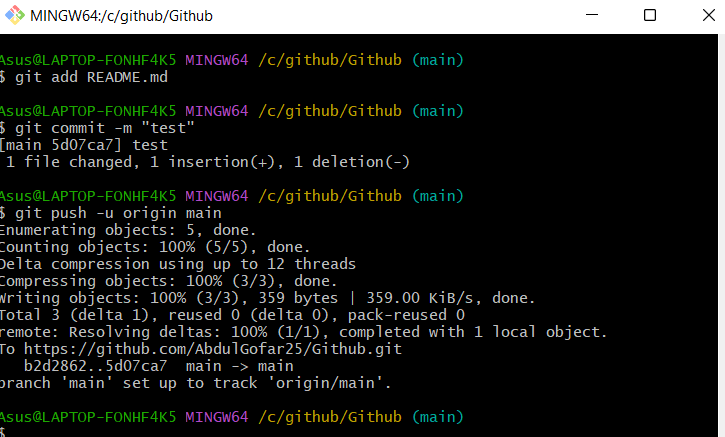 MINGW64:/c/github/Github
Asus@LAPTOP-FONHF4K5 MINGW64 /c/github/Github (main)
$ git add README.md
Asus@LAPTOP-FONHF4K5 MINGW64 /c/github/Github (main)
$ git commit -m "test"
[main 5d07ca7] test
1 file changed, 1 insertion(+), 1 deletion(-)
Asus@LAPTOP-FONHF4K5 MINGW64 /c/github/Github (main)
$ git push -u origin main
Enumerating objects: 5, done.
Counting objects: 100% (5/5), done.
Delta compression using up to 12 threads
Compressing objects: 100% (3/3), done.
Writing objects: 100% (3/3), 359 bytes | 359.00 KiB/s, done.
Total 3 (delta 1), reused 0 (delta 0), pack-reused 0
remote: Resolving deltas: 100% (1/1), completed with 1 local object.
To https://github.com/AbdulGofar25/Github.git
b2d2862..5d07ca7  main -> main
branch 'main' set up to track 'origin/main'.
Asus@LAPTOP-FONHF4K5 MINGW64 /c/github/Github (main)
$